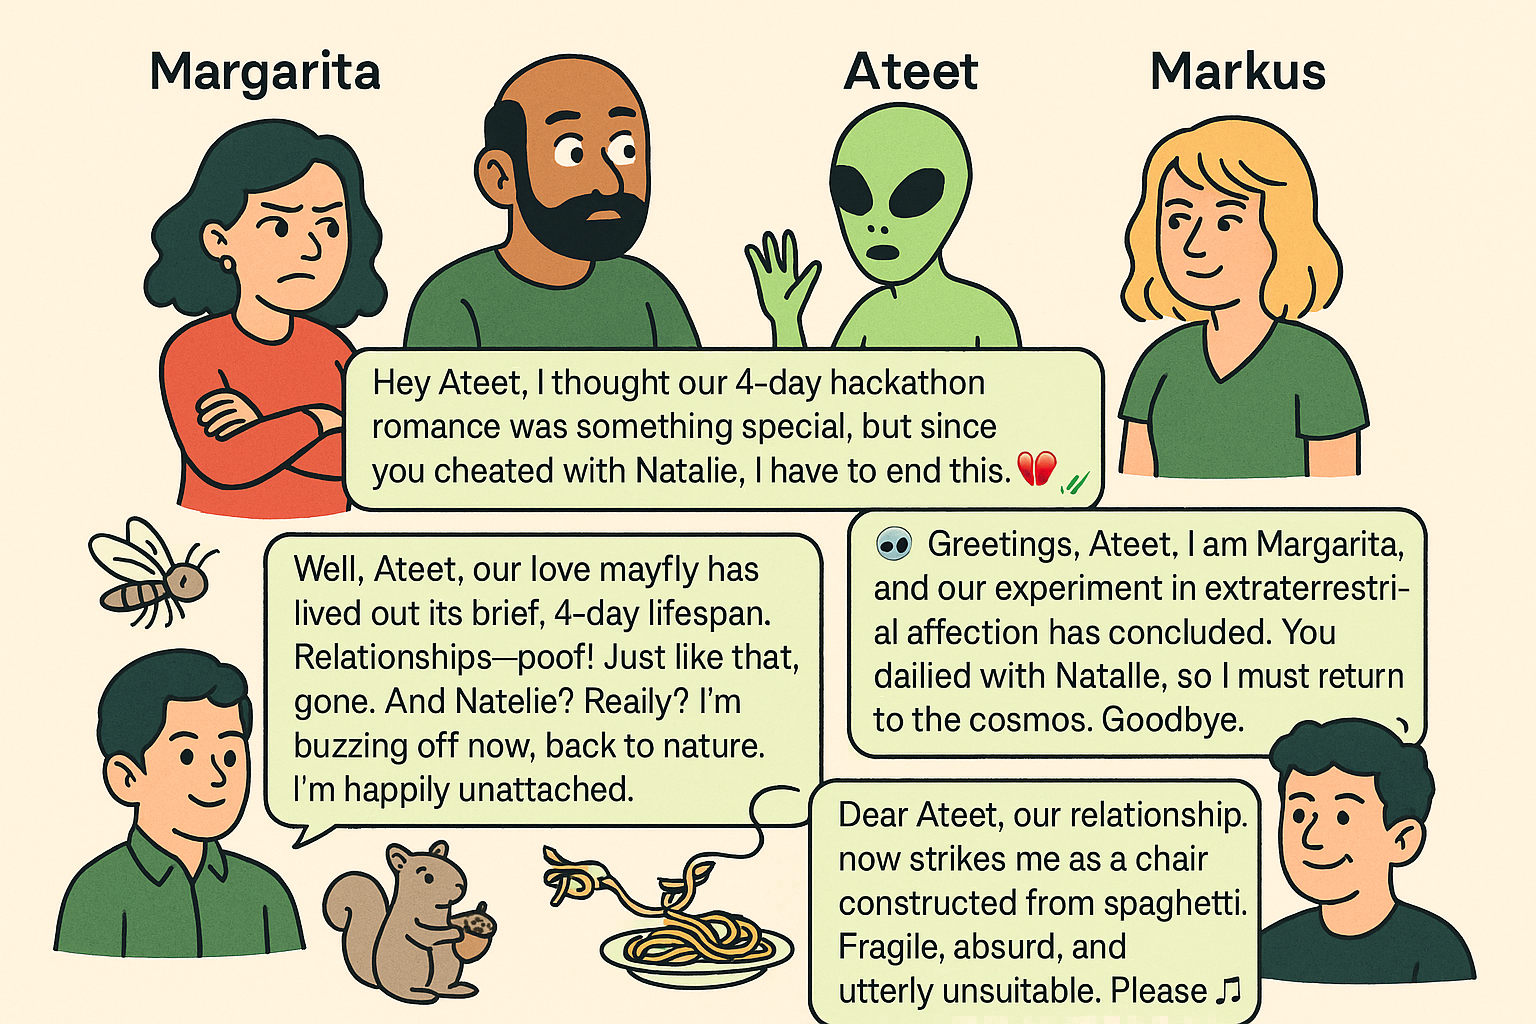 Margarita
Ateet
Markus
Hey Ateet, I thought our 4-day hackathon
romance was something special, but since
you cheated with Natalie, I have to end this.
Well, Ateet, our love mayfly has
lived out its brief, 4-day lifespan.
Relationships—poof! Just like that,
gone. And Natelie? Reaily? I'm
buzzing off now, back to nature.
I'm happily unattached.
Greetings, Ateet, I am Margarita,
and our experiment in extraterrestri-
al affection has concluded. You
dailied with Natalle, so I must return
to the cosmos. Goodbye.
Dear Ateet, our relationship.
now strikes me as a chair
constructed from spaghetti.
Fragile, absurd, and
utterly unsuitable. Please